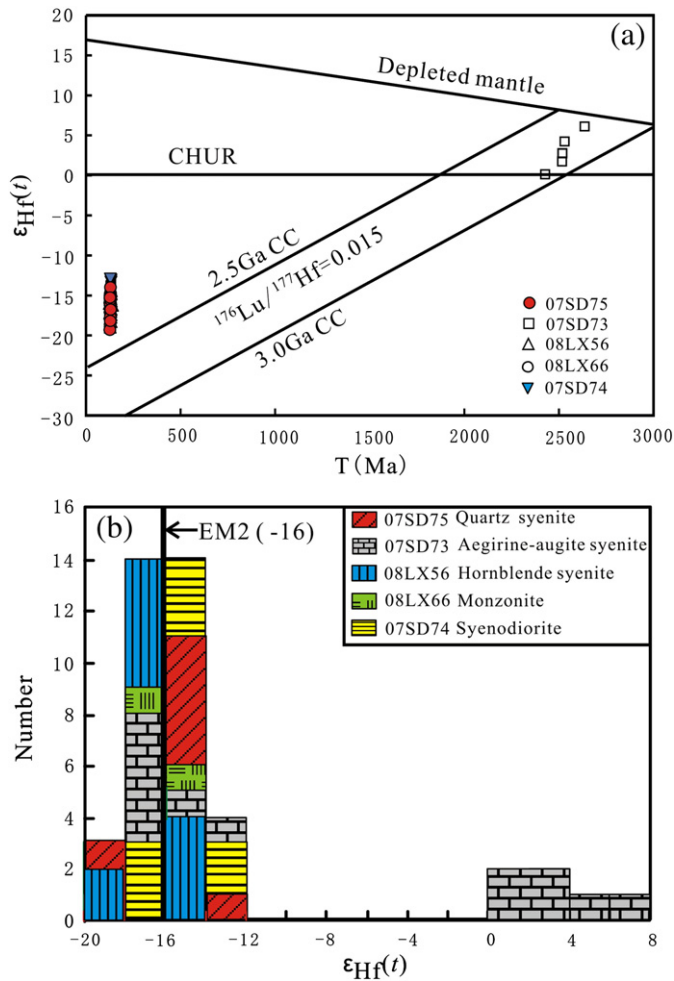 (a)
20
15
10
5
0
-5
-10
-15
-20
-25
-30
εHf(t)
Depleted mantle
CHUR
2.5Ga CC
¹⁷⁶Lu/¹⁷⁷Hf=0.015
3.0Ga CC
07SD75
07SD73
08LX56
08LX66
07SD74
0 500 1000 1500 2000 2500 3000
T(Ma)
(b)
16
14
12
10
8
6
4
2
0
Number
EM2(-16)
07SD75 Quartz syenite
07SD73 Aegirine-augite syenite
08LX56 Hornblende syenite
08LX66 Monzonite
07SD74 Syenodiorite
-20 -16 -12 -8 -4 0 4 8
εHf(t)